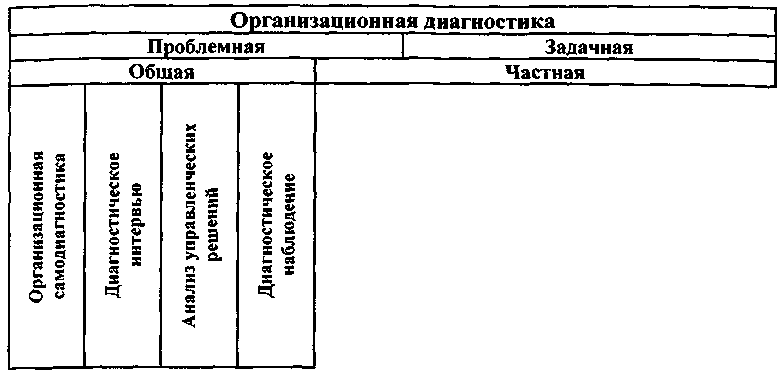 Организационная диагностика
Проблемная
Задачная
Общая
Частная
Организационная
самодиагностика
Диагностическое
интервью
Анализ управленческих
решений
Диагностическое
наблюдение